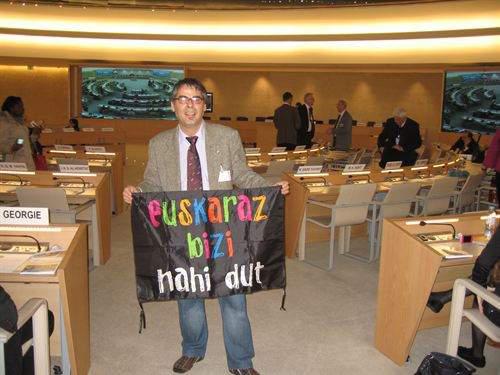 GEORGIE
euskaraz
bizi
nahi dut